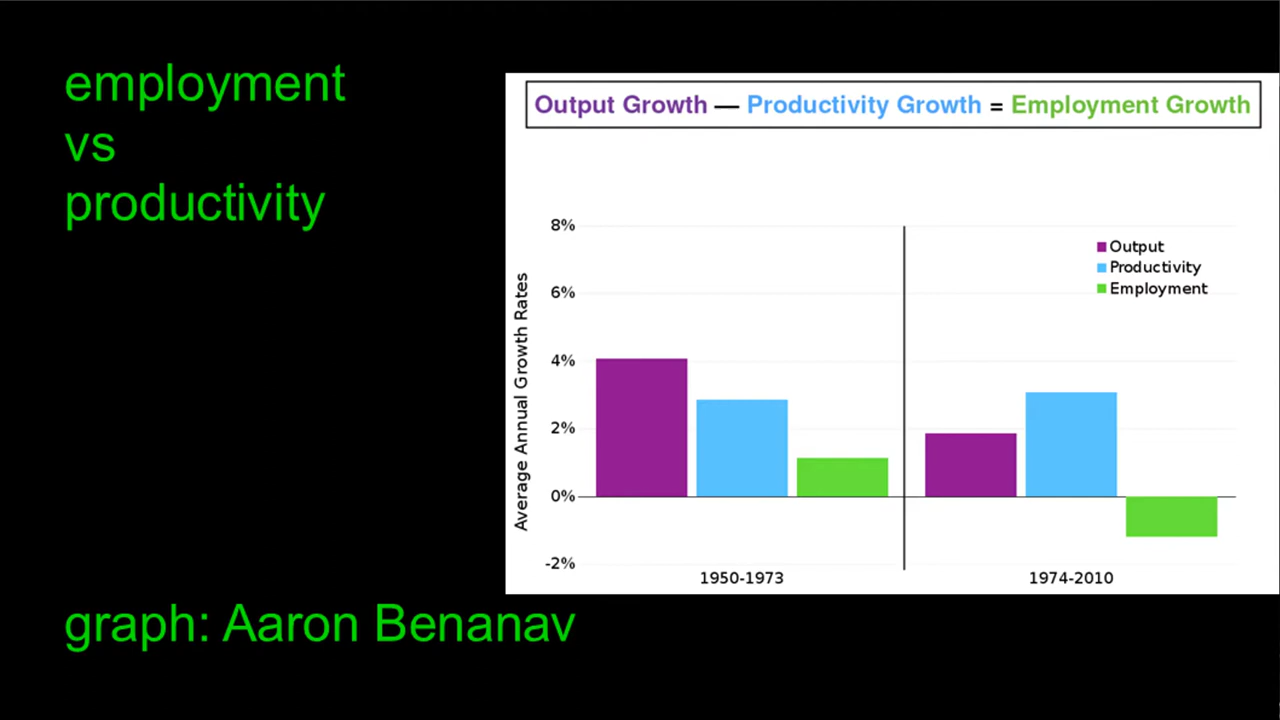 employment
vs
productivity
Output Growth — Productivity Growth = Employment Growth
8%
6%
4%
2%
0%
-2%
Average Annual Growth Rates
Output
Productivity
Employment
1950-1973
1974-2010
graph: Aaron Benanav